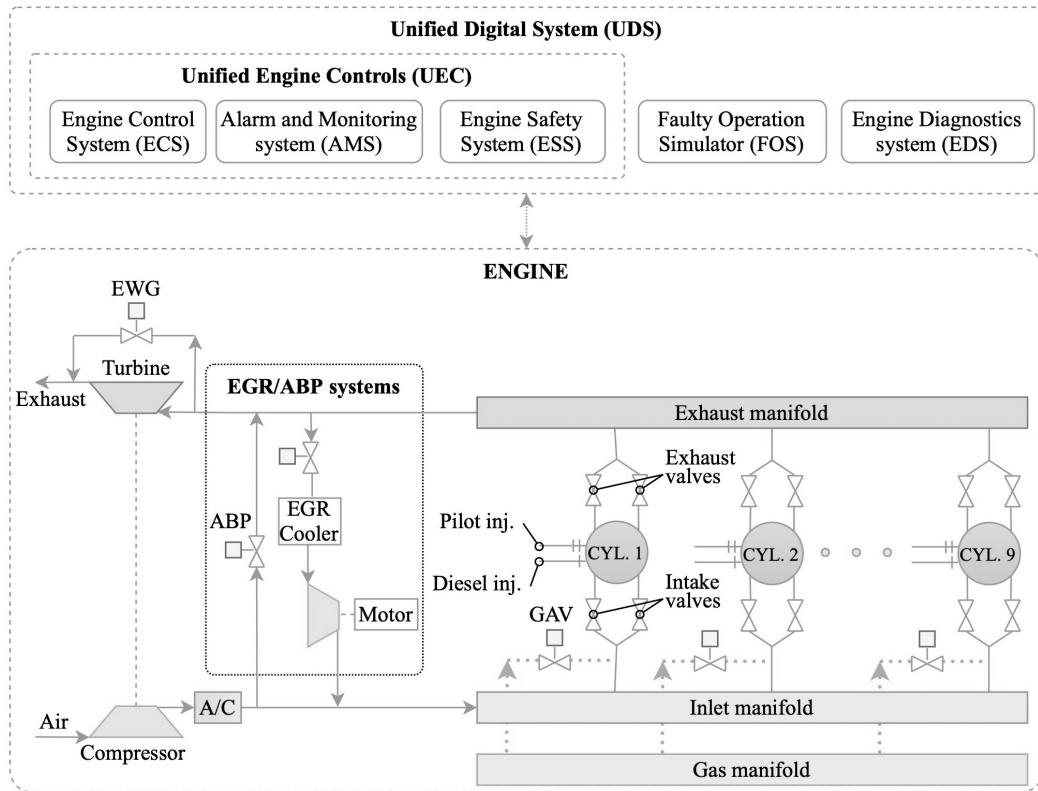 Unified Digital System (UDS)
Unified Engine Controls (UEC)
Engine Control
System (ECS)
Alarm and Monitoring
system (AMS)
Engine Safety
System (ESS)
Faulty Operation
Simulator (FOS)
Engine Diagnostics
system (EDS)
ENGINE
EWG
Turbine
Exhaust
EGR/ABP systems
Exhaust manifold
Exhaust
valves
ABP
EGR
Cooler
Pilot inj.
Diesel inj.
CYL. 1
CYL. 2
CYL. 9
Motor
GAV
Intake
valves
Air
A/C
Compressor
Inlet manifold
Gas manifold